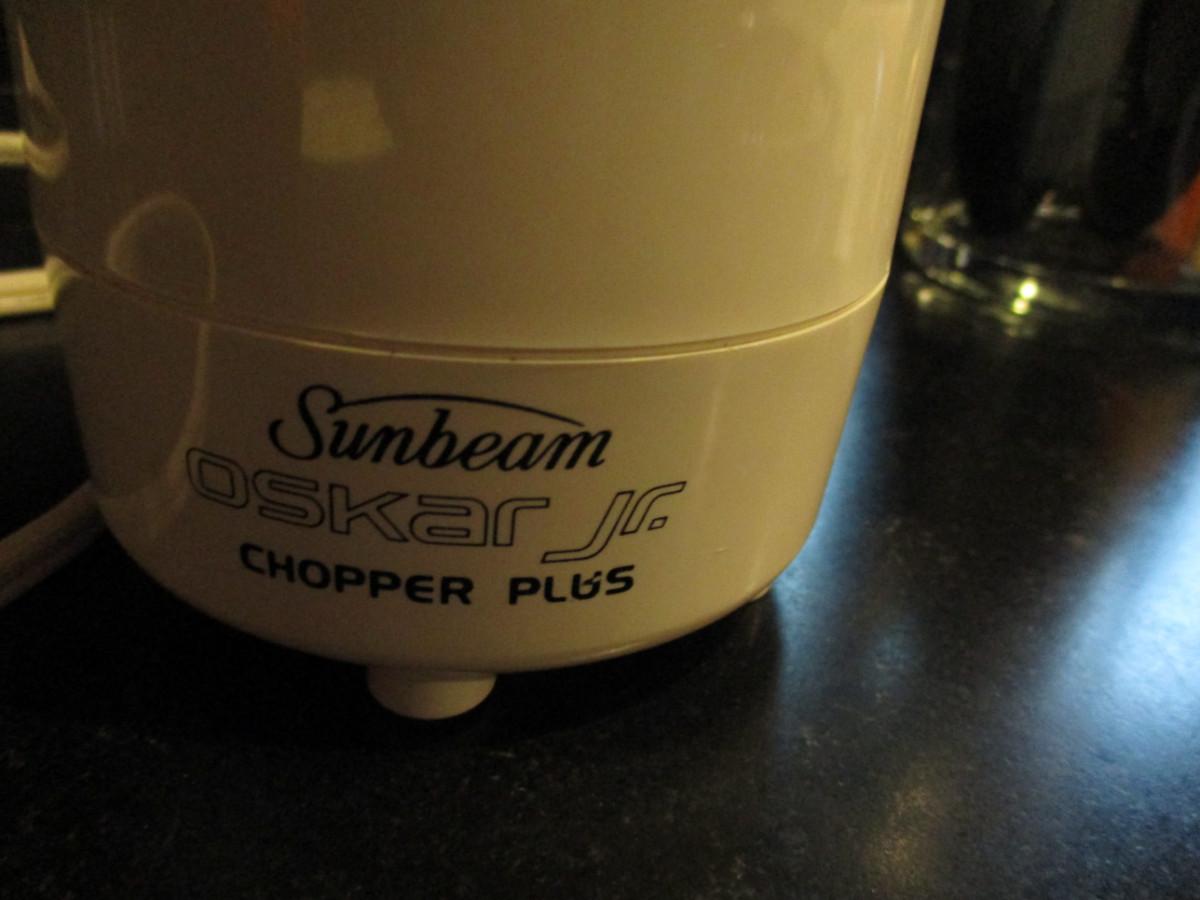 Sunbeam
oskar jr.
CHOPPER PLUS